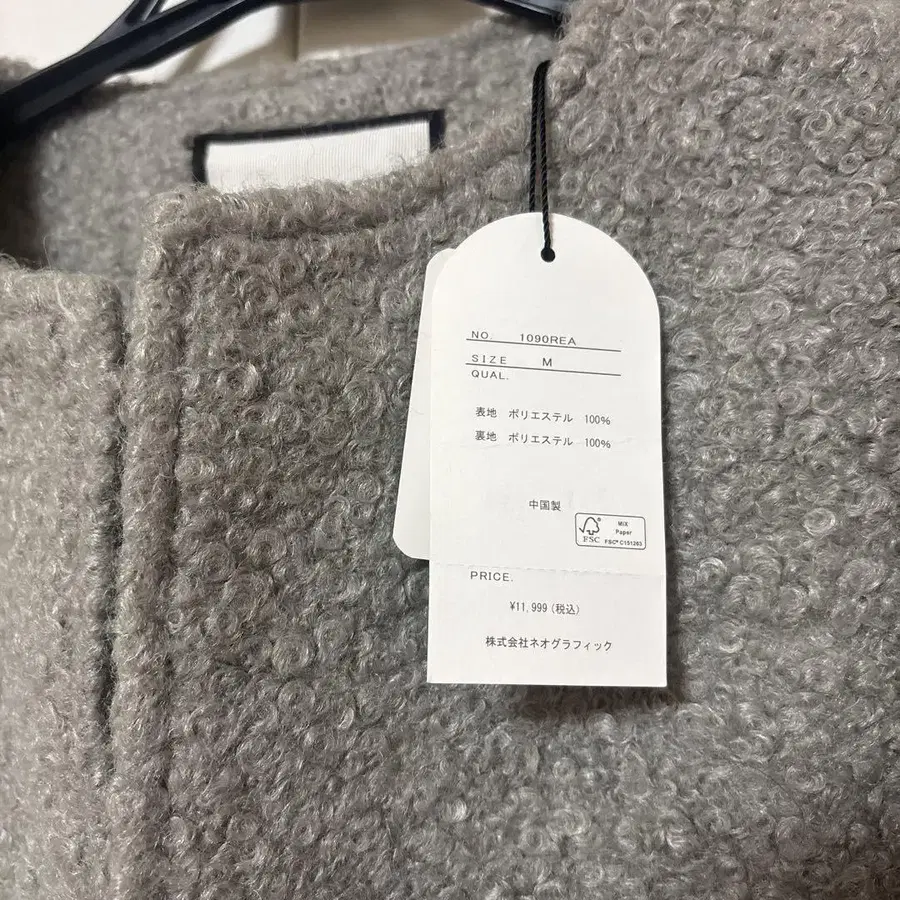 NO. 1090REA
SIZE M
QUAL.
表地 ポリエステル 100%
裏地 ポリエステル 100%
中国製
FSC
MIX
Paper
FSC® C151263
PRICE.
¥11,999(税込)
株式会社ネオグラフィック